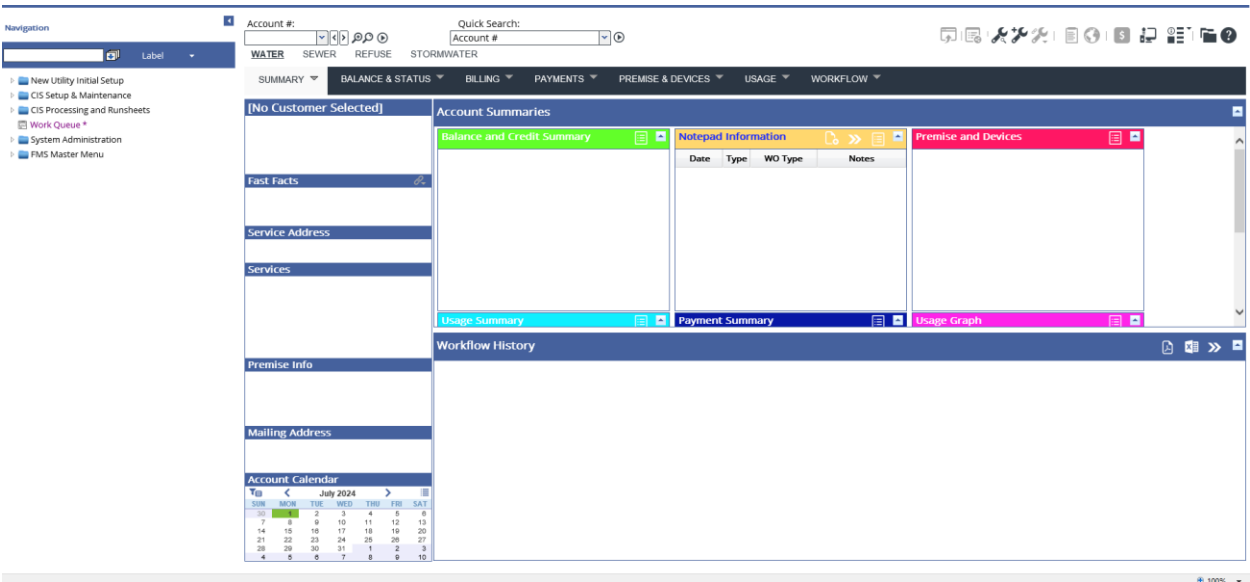 Navigation
Label
New Utility Initial Setup
CIS Setup & Maintenance
CIS Processing and Runsheets
Work Queue *
System Administration
FMS Master Menu
Account #:
Quick Search:
Account #
WATER SEWER REFUSE STORMWATER
SUMMARY BALANCE & STATUS BILLING PAYMENTS PREMISE & DEVICES USAGE WORKFLOW
[No Customer Selected]
Fast Facts
Service Address
Services
Premise Info
Mailing Address
Account Calendar
July 2024
SUN MON TUE WED THU FRI SAT
30 1 2 3 4 5 6
7 8 9 10 11 12 13
14 15 16 17 18 19 20
21 22 23 24 25 26 27
28 29 30 31 1 2 3
4 5 6 7 8 9 10
Account Summaries
Balance and Credit Summary
Notepad Information
Date Type WO Type Notes
Premise and Devices
Usage Summary
Payment Summary
Usage Graph
Workflow History
100%